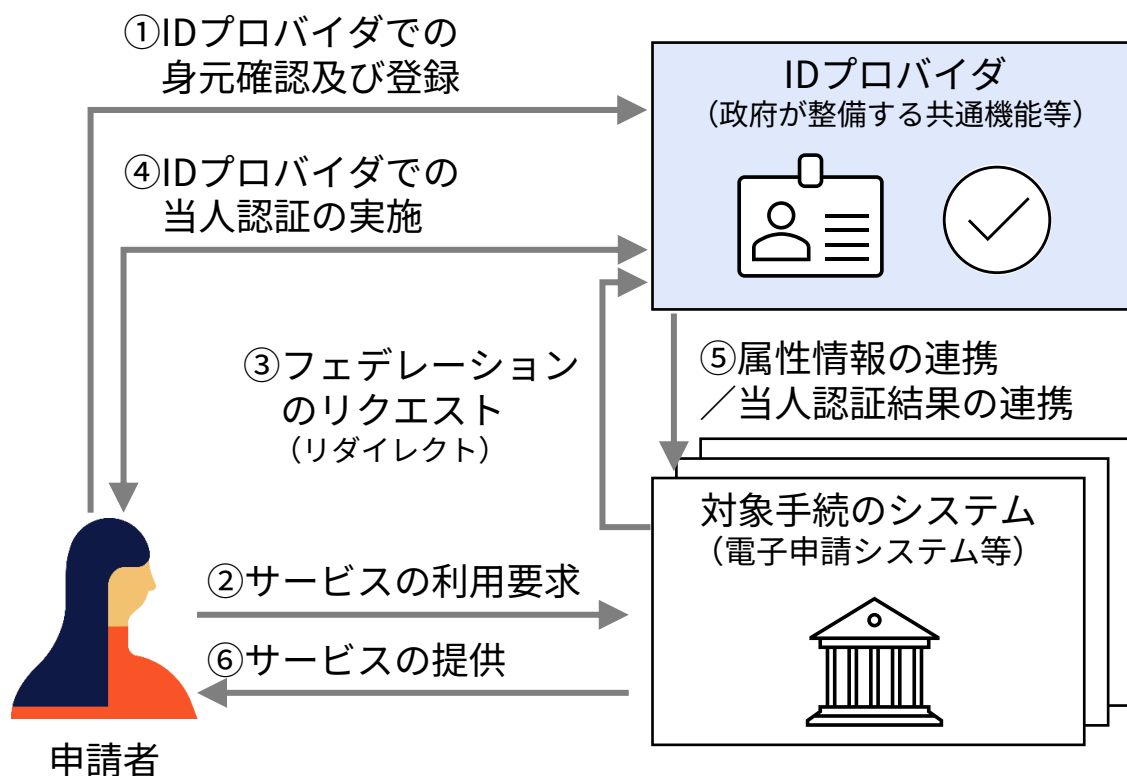 ①IDプロバイダでの
身元確認及び登録
IDプロバイダ
（政府が整備する共通機能等）
④IDプロバイダでの
当人認証の実施
③フェデレーション
のリクエスト
（リダイレクト）
⑤属性情報の連携
／当人認証結果の連携
対象手続のシステム
（電子申請システム等）
②サービスの利用要求
⑥サービスの提供
申請者